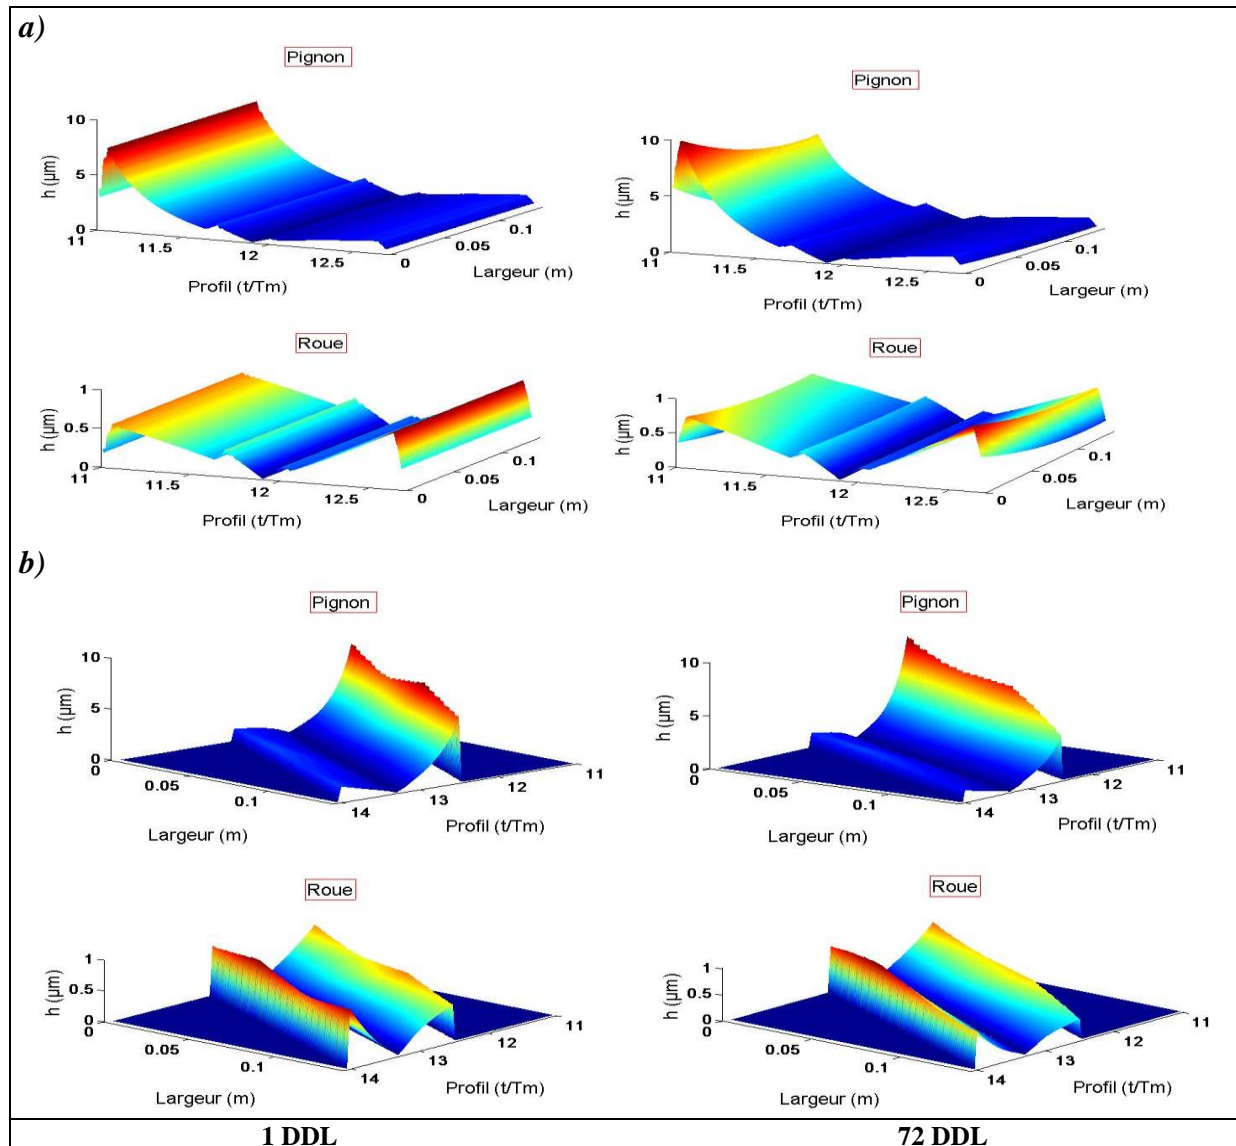 a)
Pignon
10
5
0
h (µm)
11
11.5
12
12.5
0
0.05
0.1
Profil (t/Tm)
Largeur (m)
Pignon
10
5
0
h (µm)
11
11.5
12
12.5
0
0.05
0.1
Profil (t/Tm)
Largeur (m)
Roue
1
0.5
0
h (µm)
11
11.5
12
12.5
0
0.05
0.1
Profil (t/Tm)
Largeur (m)
Roue
1
0.5
0
h (µm)
11
11.5
12
12.5
0
0.05
0.1
Profil (t/Tm)
Largeur (m)
b)
Pignon
10
5
0
h (µm)
0
0.05
0.1
14
13
12
11
Largeur (m)
Profil (t/Tm)
Pignon
10
5
0
h (µm)
0
0.05
0.1
14
13
12
11
Largeur (m)
Profil (t/Tm)
Roue
1
0.5
0
h (µm)
0
0.05
0.1
14
13
12
11
Largeur (m)
Profil (t/Tm)
Roue
1
0.5
0
h (µm)
0
0.05
0.1
14
13
12
11
Largeur (m)
Profil (t/Tm)
1 DDL
72 DDL